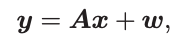 y = Ax + w,